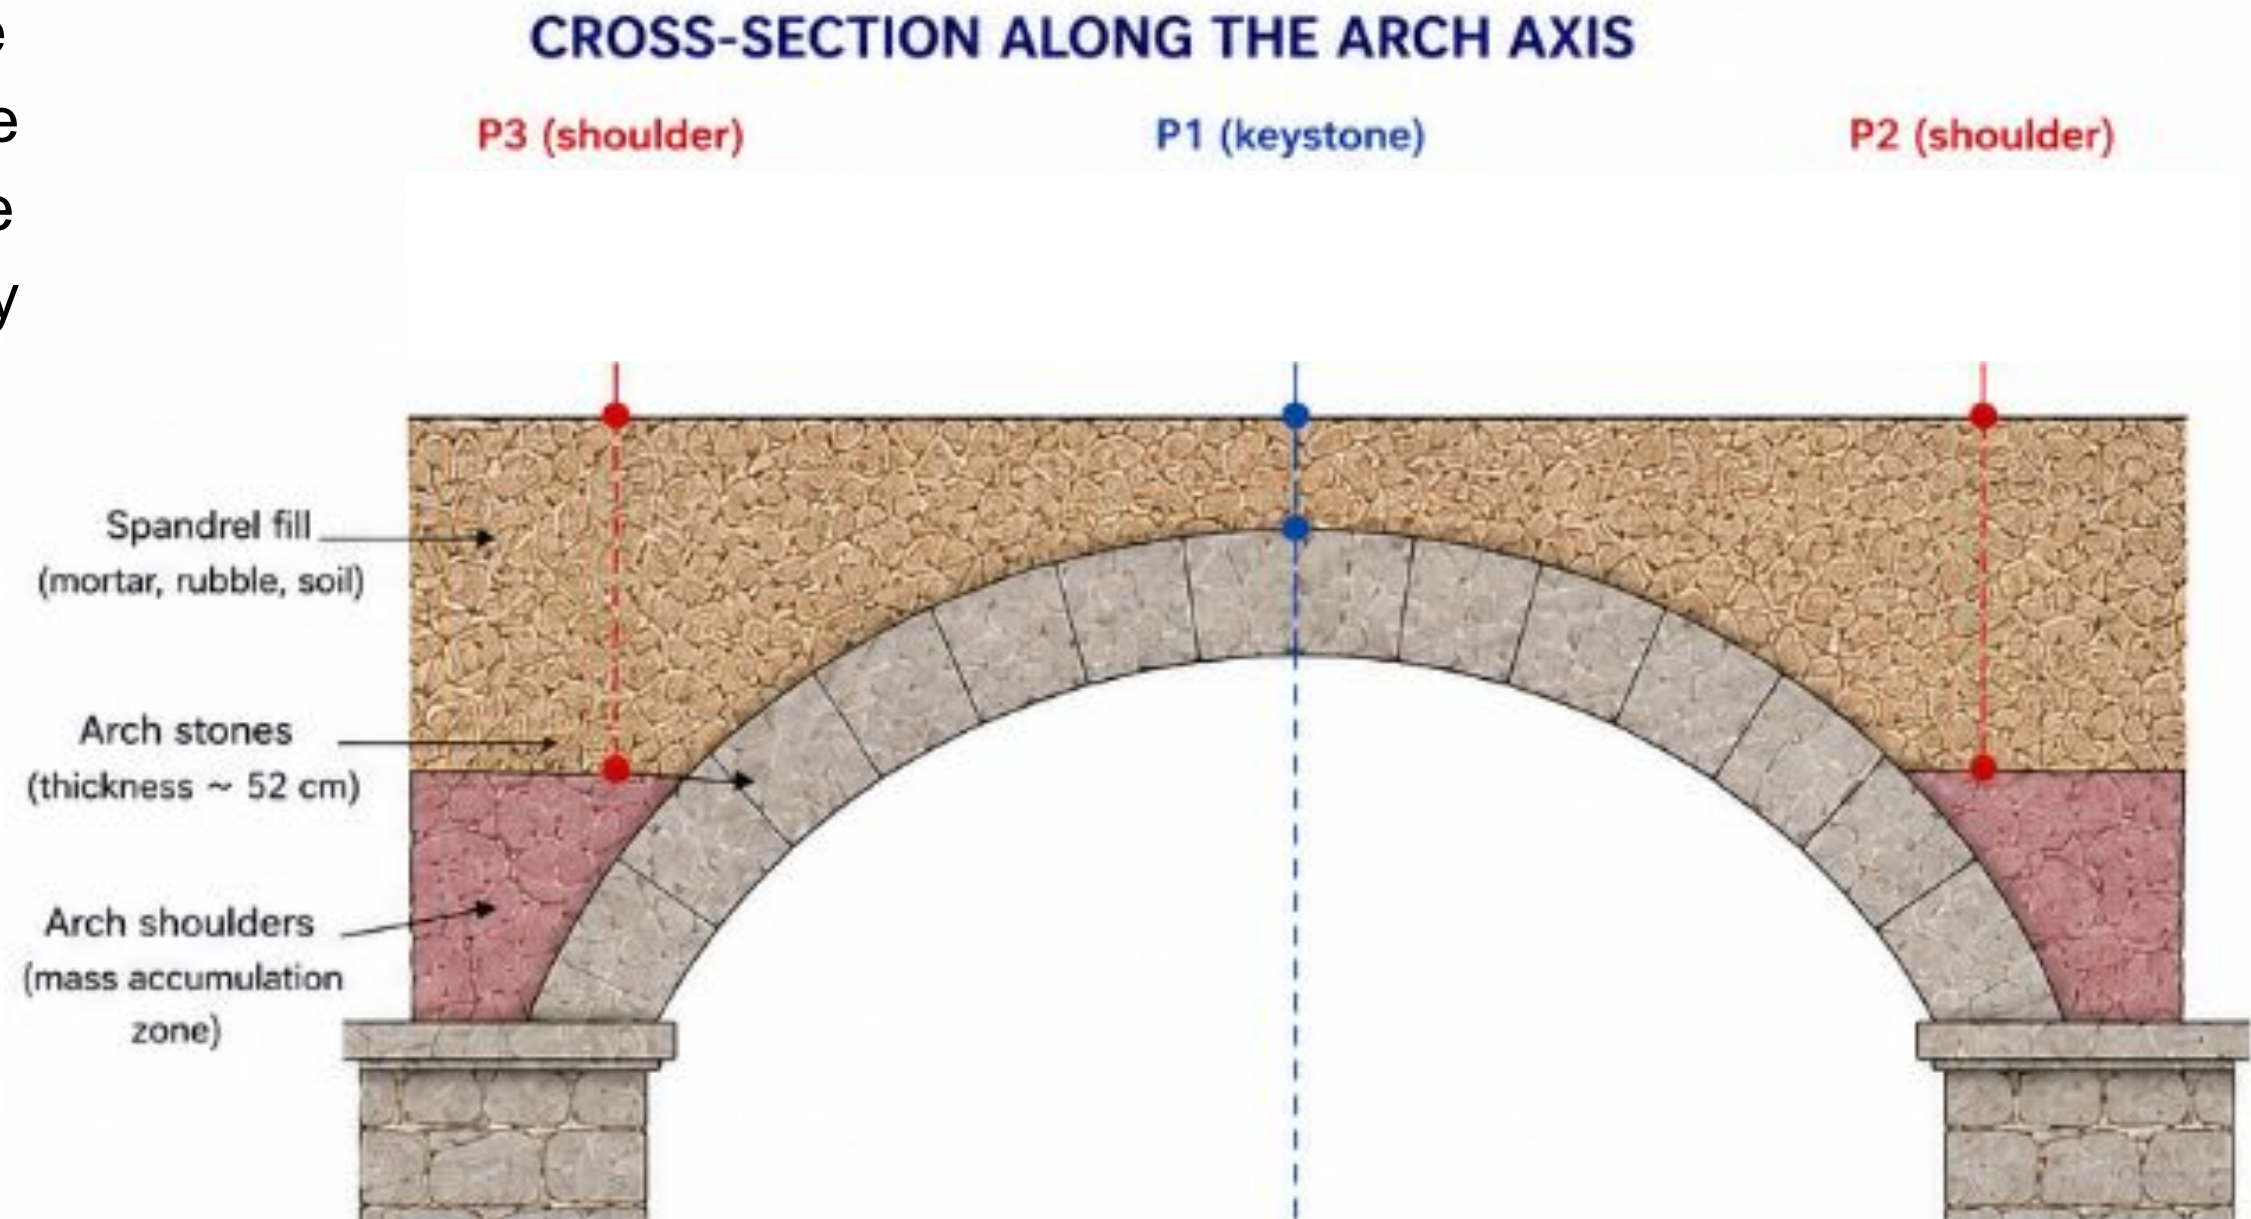 CROSS-SECTION ALONG THE ARCH AXIS
P3 (shoulder)
P1 (keystone)
P2 (shoulder)
Spandrel fill
(mortar, rubble, soil)
Arch stones
(thickness ~ 52 cm)
Arch shoulders
(mass accumulation
zone)